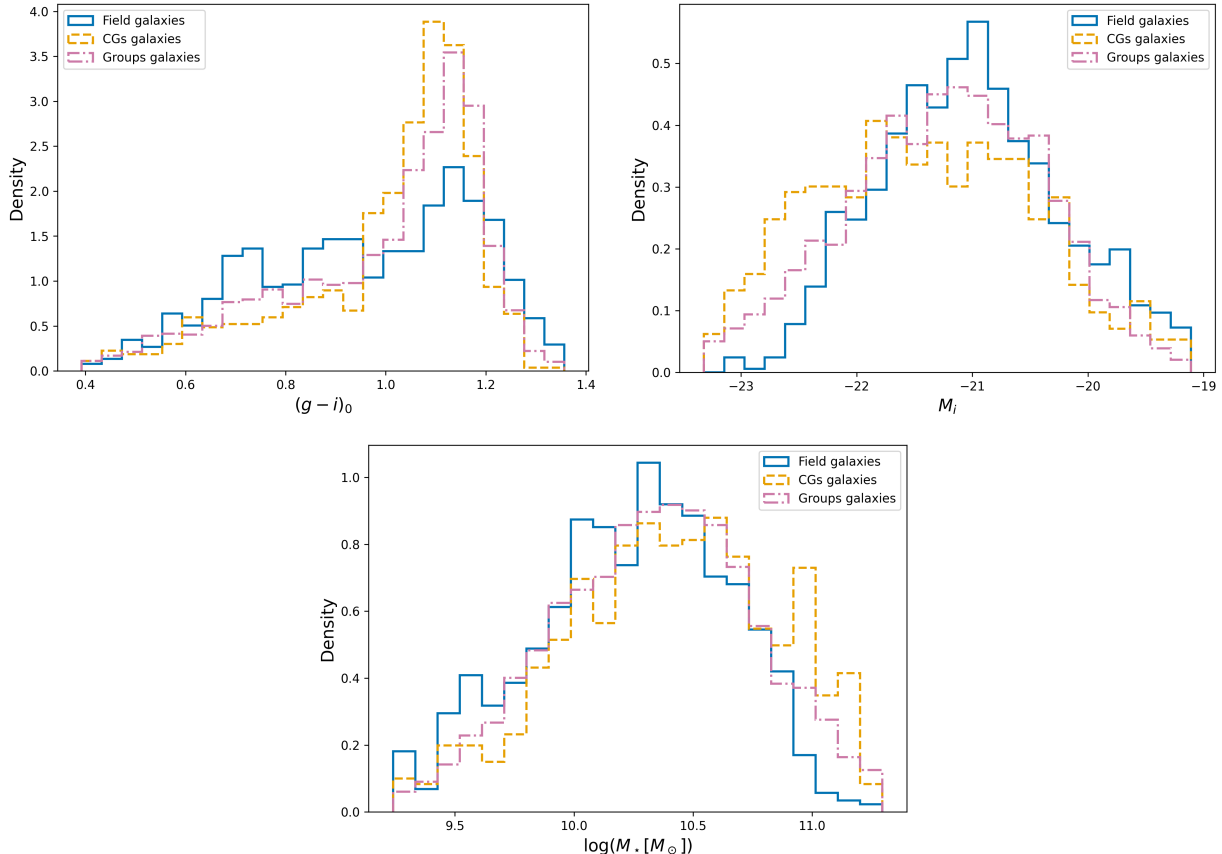 Field galaxies
CGs galaxies
Groups galaxies
Density
4.0
3.5
3.0
2.5
2.0
1.5
1.0
0.5
0.0
0.4
0.6
0.8
1.0
1.2
1.4
(g − i)₀
Field galaxies
CGs galaxies
Groups galaxies
Density
0.5
0.4
0.3
0.2
0.1
0.0
−23
−22
−21
−20
−19
Mᵢ
Field galaxies
CGs galaxies
Groups galaxies
Density
1.0
0.8
0.6
0.4
0.2
0.0
9.5
10.0
10.5
11.0
log(M⋆[M⊙])